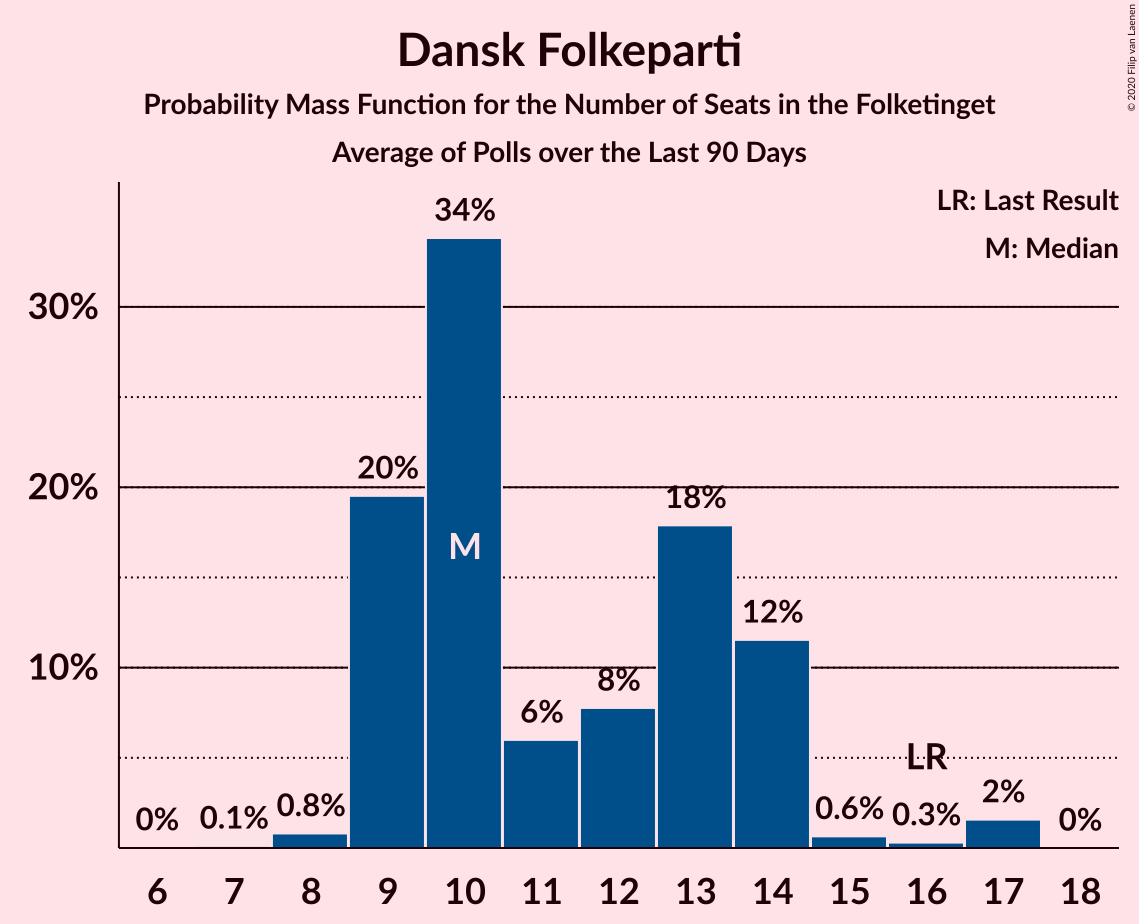 Dansk Folkeparti
Probability Mass Function for the Number of Seats in the Folketinget
Average of Polls over the Last 90 Days
© 2020 Filip van Laenen
LR: Last Result
M: Median
34%
30%
20%
20%
18%
M
12%
10%
8%
6%
LR
2%
0%
0.1%
0.8%
0.6%
0.3%
0%
6 7 8 9 10 11 12 13 14 15 16 17 18